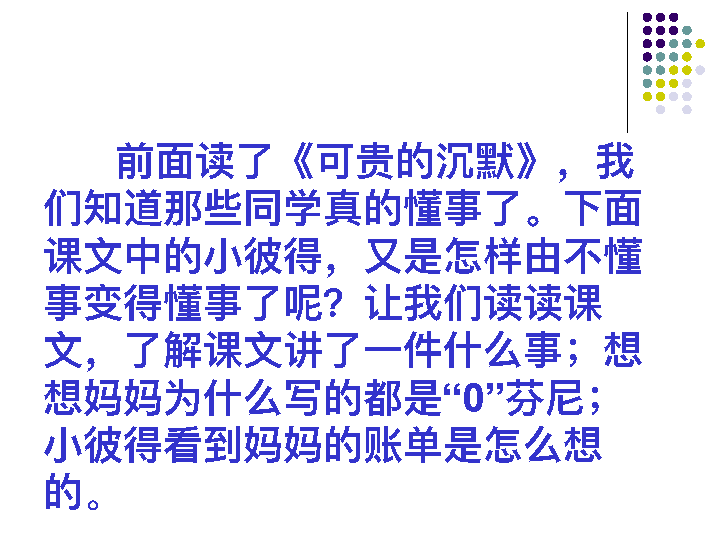 前面读了《可贵的沉默》，我
们知道那些同学真的懂事了。下面
课文中的小彼得，又是怎样由不懂
事变得懂事了呢？让我们读读课
文，了解课文讲了一件什么事；想
想妈妈为什么写的都是“0”芬尼；
小彼得看到妈妈的账单是怎么想
的。